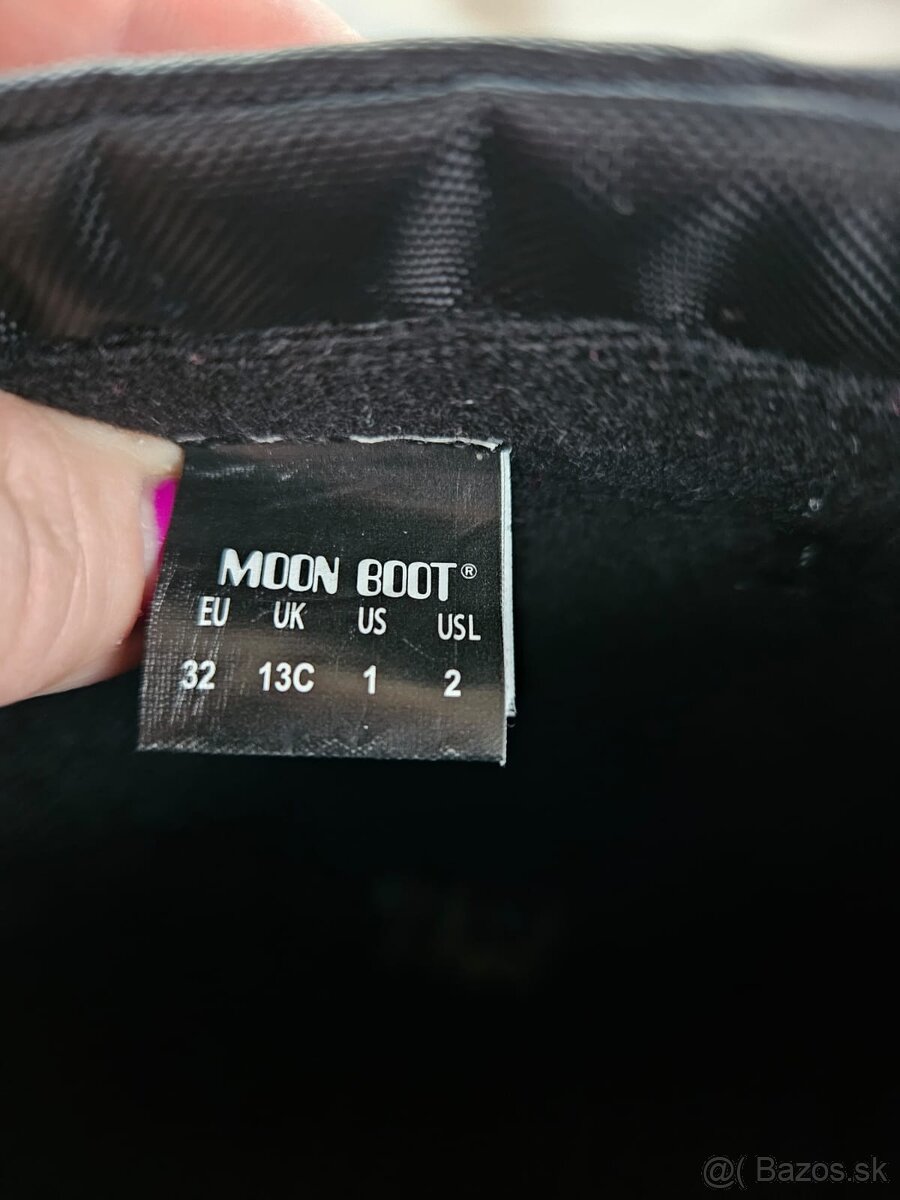 MOON BOOT®
EU UK US USL
32 13C 1 2
@( Bazos.sk